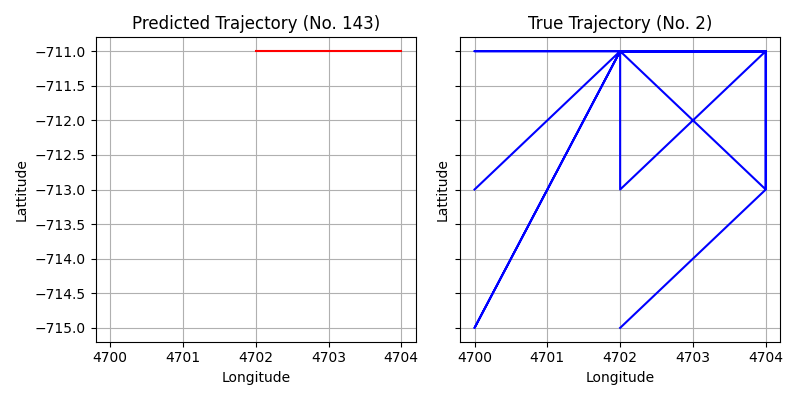 Predicted Trajectory (No. 143)
True Trajectory (No. 2)
−711.0
−711.5
−712.0
−712.5
−713.0
−713.5
−714.0
−714.5
−715.0
Lattitude
Lattitude
4700 4701 4702 4703 4704
4700 4701 4702 4703 4704
Longitude
Longitude